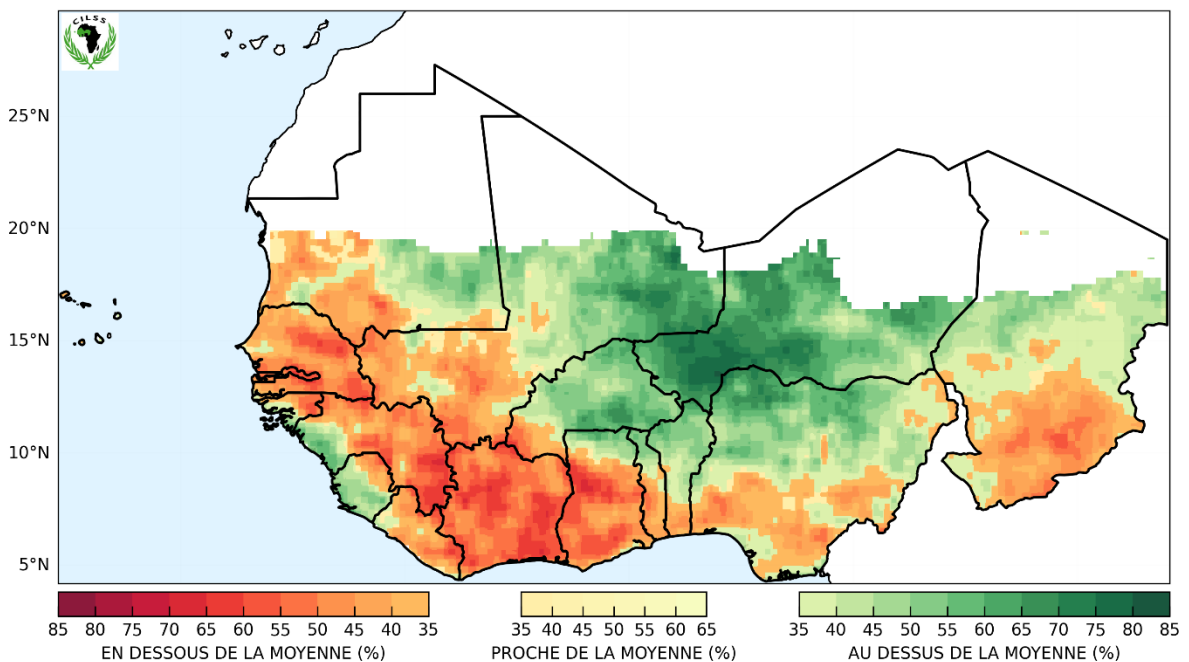 CILSS
25°N
20°N
15°N
10°N
5°N
85 80 75 70 65 60 55 50 45 40 35
EN DESSOUS DE LA MOYENNE (%)
35 40 45 50 55 60 65
PROCHE DE LA MOYENNE (%)
35 40 45 50 55 60 65 70 75 80 85
AU DESSUS DE LA MOYENNE (%)